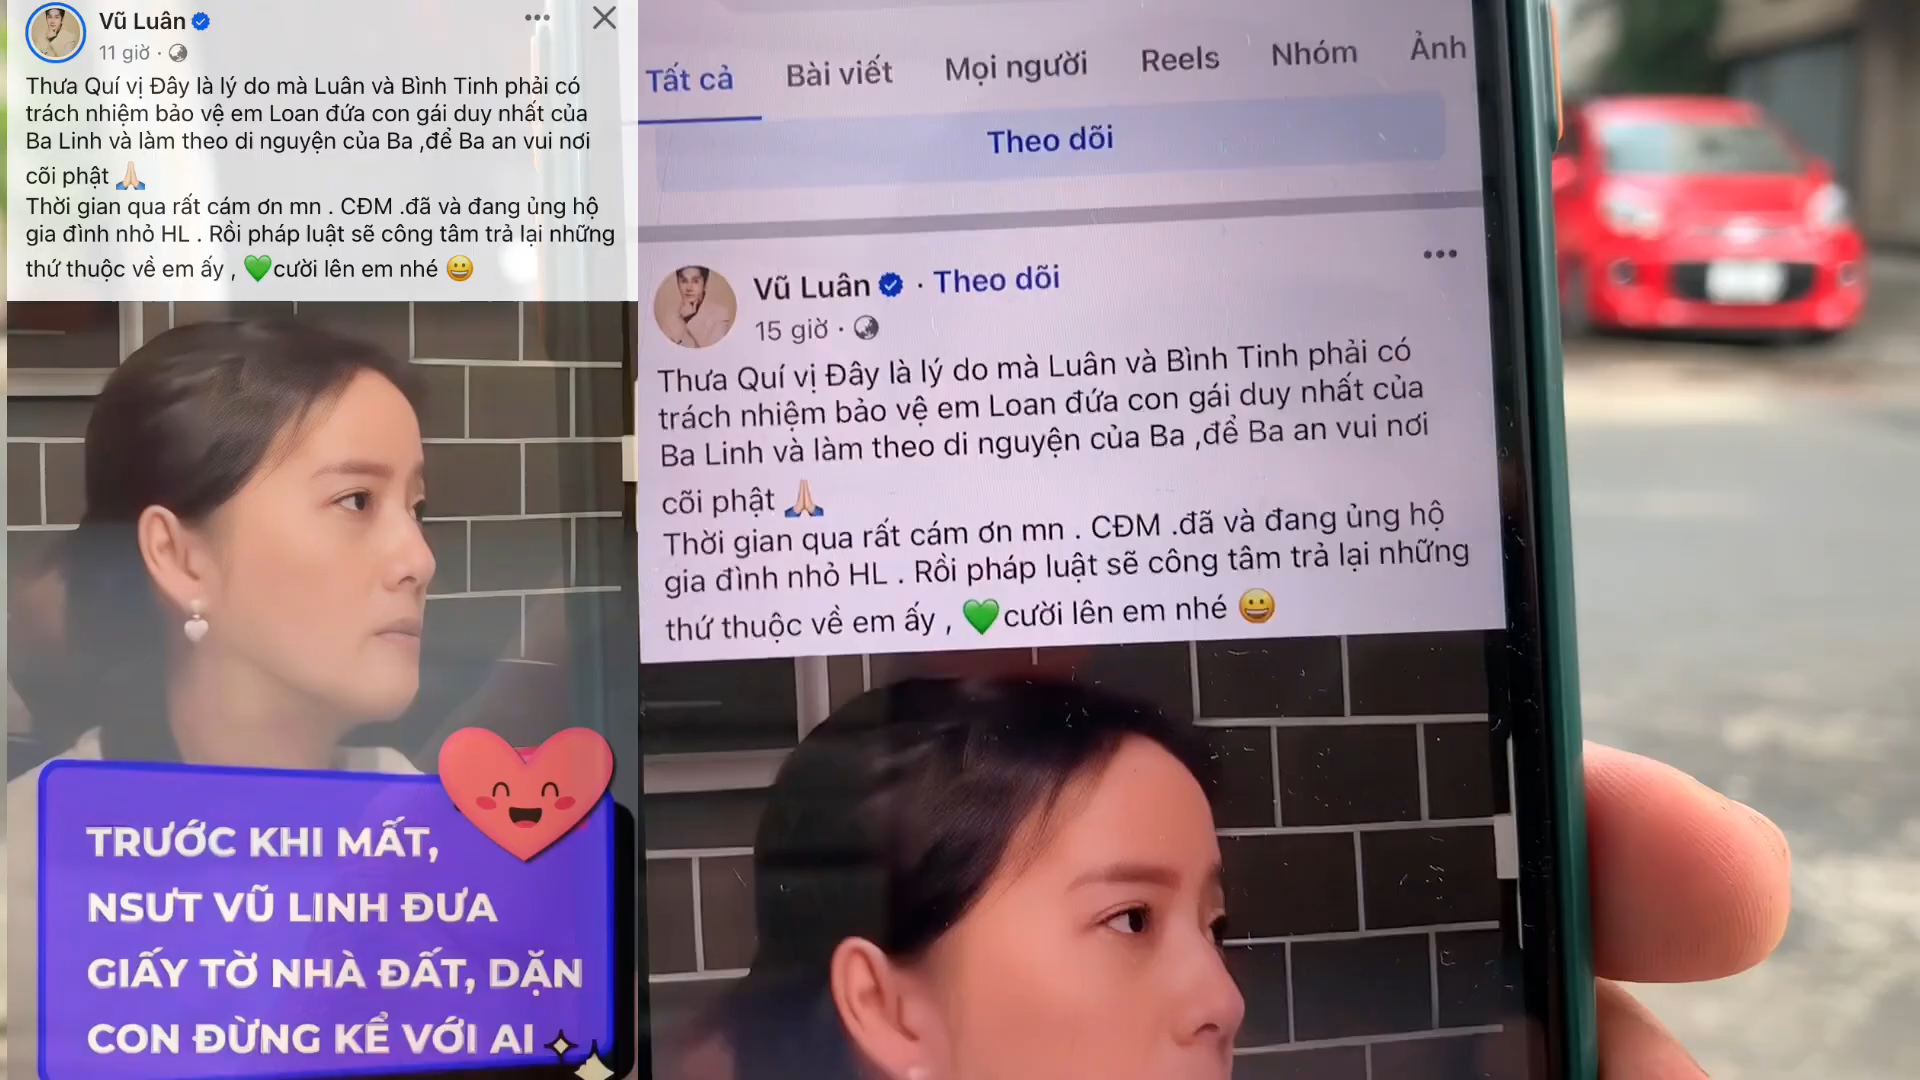 Vũ Luân
11 giờ ·
Thưa Quí vị Đây là lý do mà Luân và Bình Tinh phải có
trách nhiệm bảo vệ em Loan đứa con gái duy nhất của
Ba Linh và làm theo di nguyện của Ba ,để Ba an vui nơi
cõi phật 🙏🏻
Thời gian qua rất cám ơn mn . CĐM .đã và đang ủng hộ
gia đình nhỏ HL . Rồi pháp luật sẽ công tâm trả lại những
thứ thuộc về em ấy , 💚cười lên em nhé 😀
TRƯỚC KHI MẤT,
NSƯT VŨ LINH ĐƯA
GIẤY TỜ NHÀ ĐẤT, DẶN
CON ĐỪNG KỂ VỚI AI
Tất cả Bài viết Mọi người Reels Nhóm Ảnh
Theo dõi
Vũ Luân · Theo dõi
15 giờ ·
Thưa Quí vị Đây là lý do mà Luân và Bình Tinh phải có
trách nhiệm bảo vệ em Loan đứa con gái duy nhất của
Ba Linh và làm theo di nguyện của Ba ,để Ba an vui nơi
cõi phật 🙏🏻
Thời gian qua rất cám ơn mn . CĐM .đã và đang ủng hộ
gia đình nhỏ HL . Rồi pháp luật sẽ công tâm trả lại những
thứ thuộc về em ấy , 💚cười lên em nhé 😀